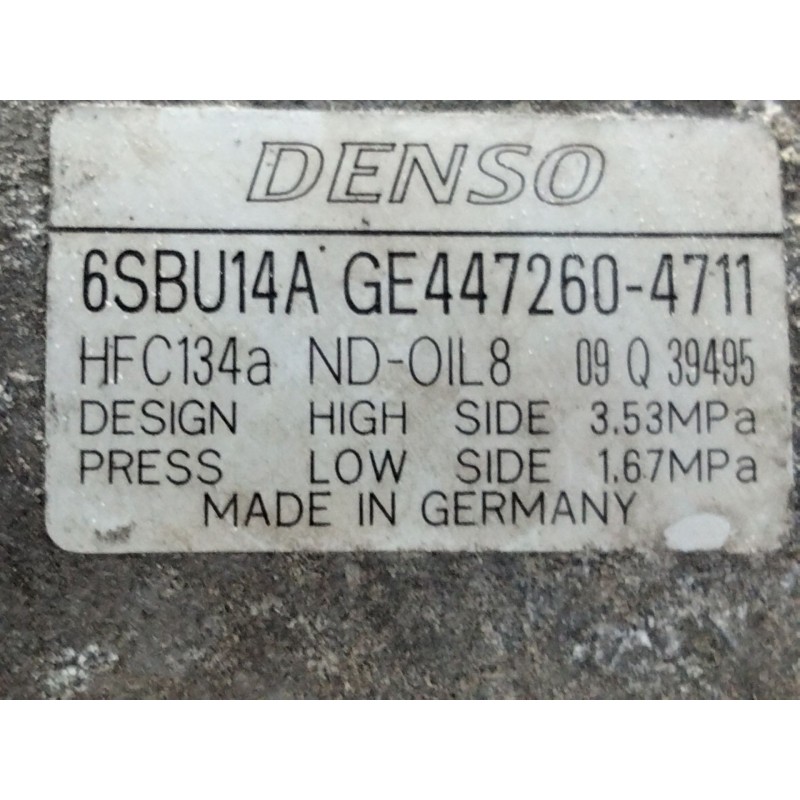 DENSO
6SBU14A GE447260-4711
HFC134a ND-OIL8 09 Q 39495
DESIGN HIGH SIDE 3.53MPa
PRESS LOW SIDE 1.67MPa
MADE IN GERMANY